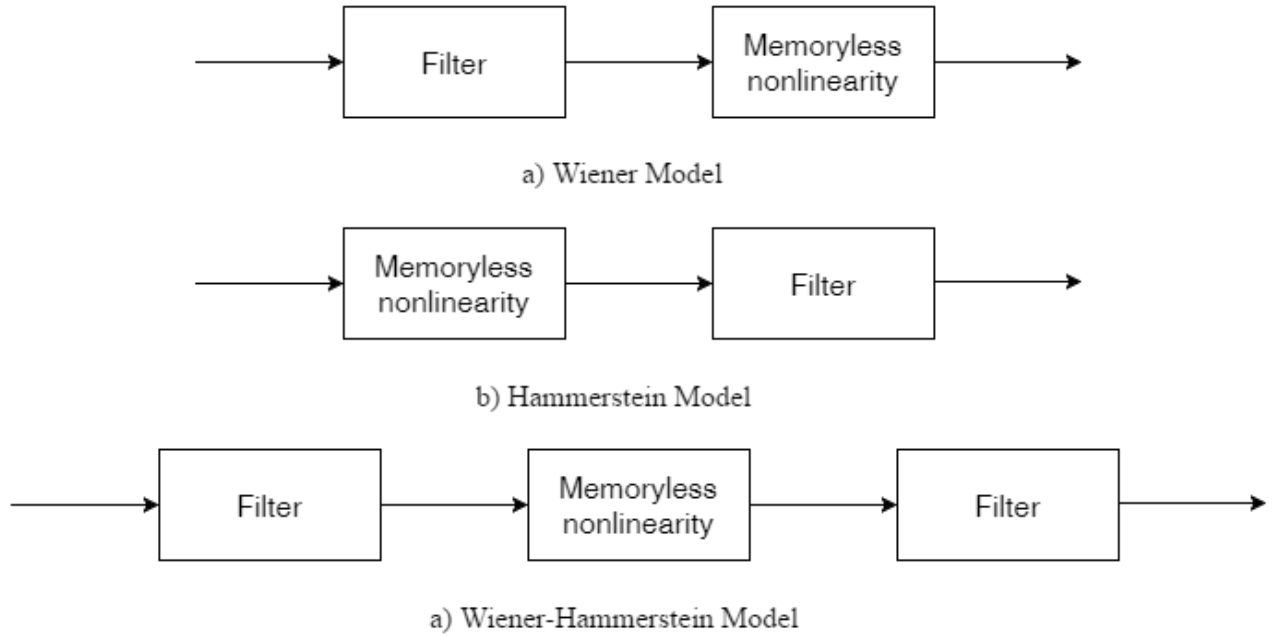 Filter
Memoryless
nonlinearity
a) Wiener Model
Memoryless
nonlinearity
Filter
b) Hammerstein Model
Filter
Memoryless
nonlinearity
Filter
a) Wiener-Hammerstein Model